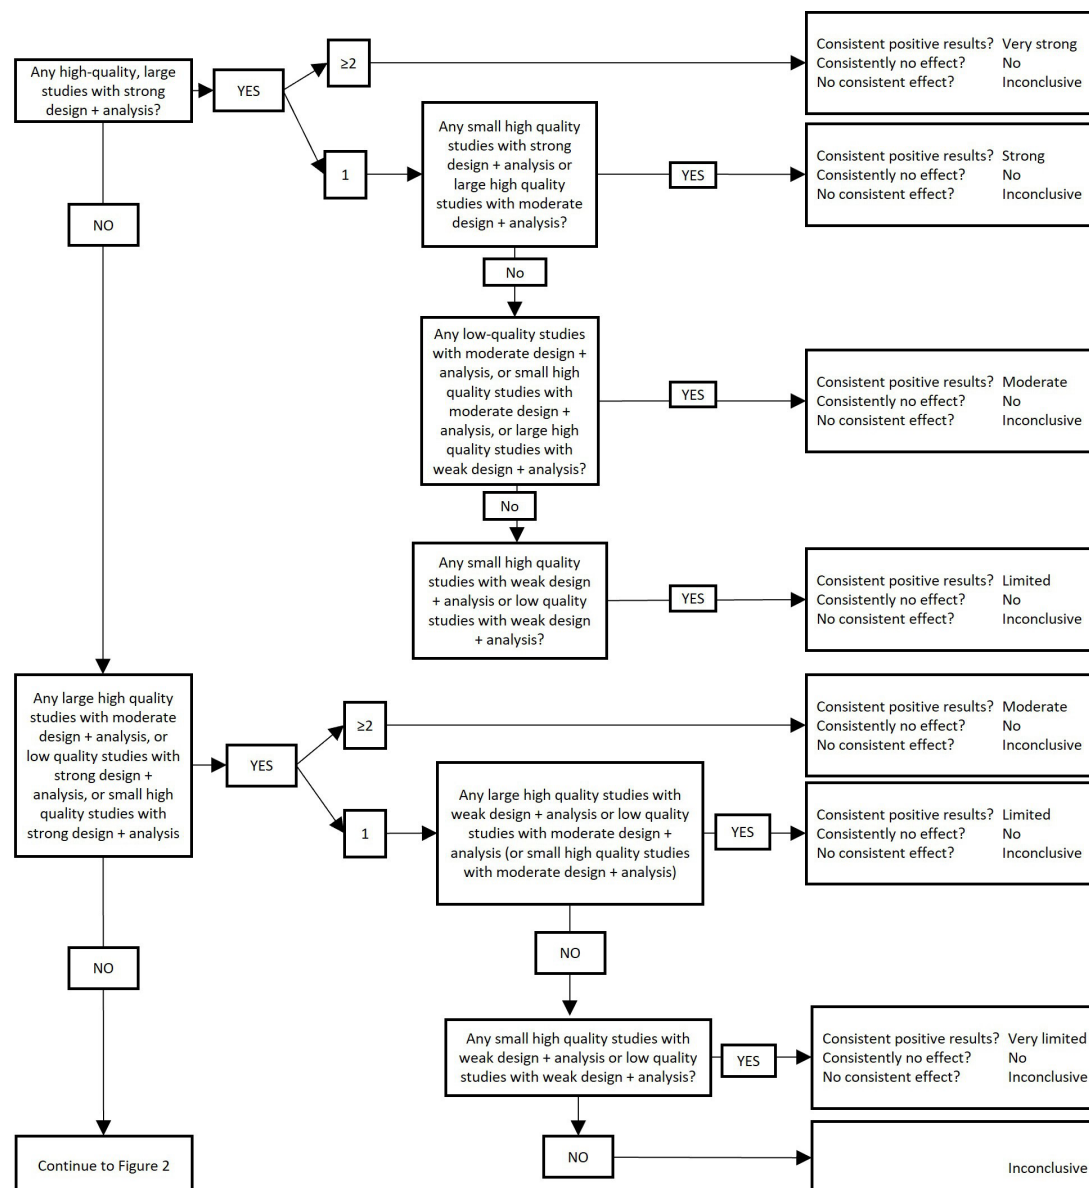 Any high-quality, large
studies with strong
design + analysis?
YES
≥2
Consistent positive results? Very strong
Consistently no effect? No
No consistent effect? Inconclusive
1
Any small high quality
studies with strong
design + analysis or
large high quality
studies with moderate
design + analysis?
YES
Consistent positive results? Strong
Consistently no effect? No
No consistent effect? Inconclusive
NO
No
Any low-quality studies
with moderate design +
analysis, or small high
quality studies with
moderate design +
analysis, or large high
quality studies with
weak design + analysis?
YES
Consistent positive results? Moderate
Consistently no effect? No
No consistent effect? Inconclusive
No
Any small high quality
studies with weak design
+ analysis or low quality
studies with weak design
+ analysis?
YES
Consistent positive results? Limited
Consistently no effect? No
No consistent effect? Inconclusive
Any large high quality
studies with moderate
design + analysis, or
low quality studies with
strong design +
analysis, or small high
quality studies with
strong design + analysis
YES
≥2
Consistent positive results? Moderate
Consistently no effect? No
No consistent effect? Inconclusive
1
Any large high quality studies with
weak design + analysis or low quality
studies with moderate design +
analysis (or small high quality studies
with moderate design + analysis)
YES
Consistent positive results? Limited
Consistently no effect? No
No consistent effect? Inconclusive
NO
NO
Any small high quality studies with
weak design + analysis or low quality
studies with weak design + analysis?
YES
Consistent positive results? Very limited
Consistently no effect? No
No consistent effect? Inconclusive
Continue to Figure 2
NO
Inconclusive